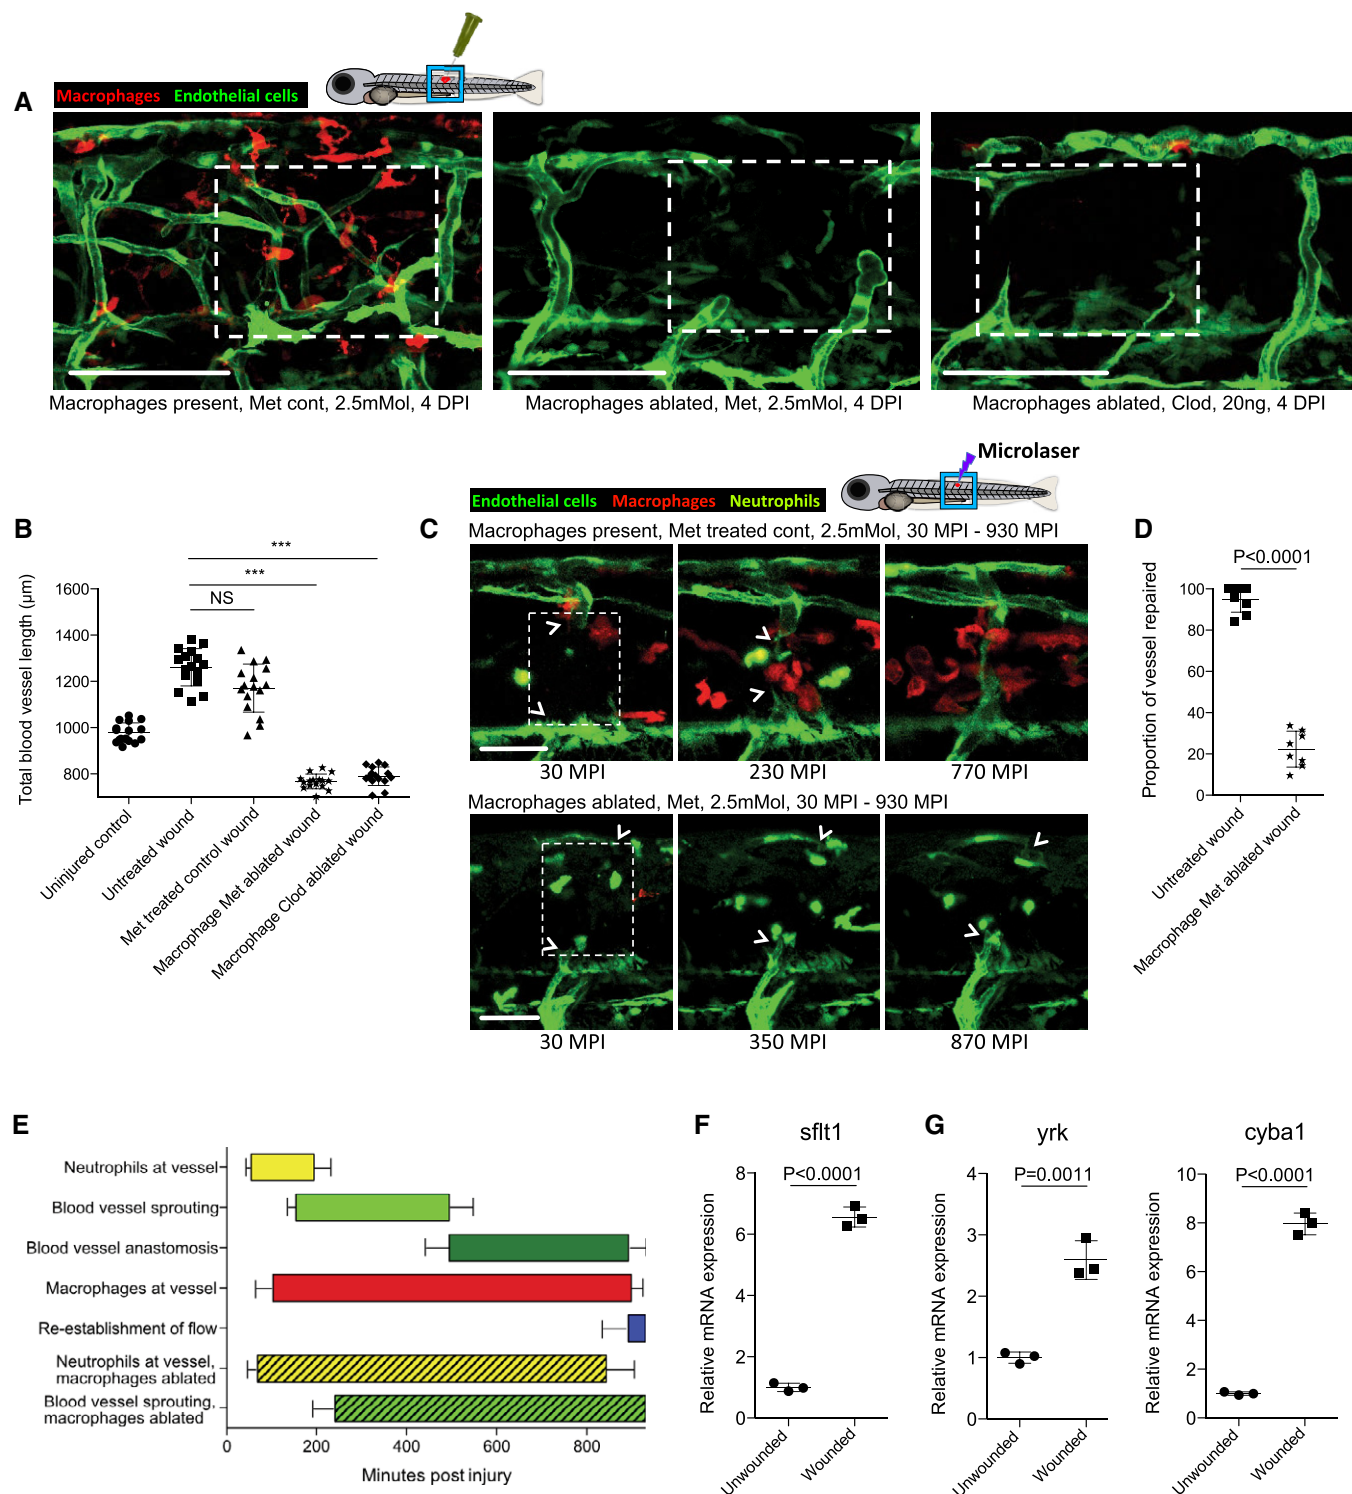 A
Macrophages Endothelial cells
Macrophages present, Met cont, 2.5mMol, 4 DPI
Macrophages ablated, Met, 2.5mMol, 4 DPI
Macrophages ablated, Clod, 20ng, 4 DPI
B
Total blood vessel length (μm)
1600
1400
1200
1000
800
***
***
NS
Uninjured control
Untreated wound
Met treated control wound
Macrophage Met ablated wound
Macrophage Clod ablated wound
C
Microlaser
Endothelial cells Macrophages Neutrophils
Macrophages present, Met treated cont, 2.5mMol, 30 MPI - 930 MPI
30 MPI
230 MPI
770 MPI
Macrophages ablated, Met, 2.5mMol, 30 MPI - 930 MPI
30 MPI
350 MPI
870 MPI
D
P<0.0001
Proportion of vessel repaired
100
80
60
40
20
0
Untreated wound
Macrophage Met ablated wound
E
Neutrophils at vessel
Blood vessel sprouting
Blood vessel anastomosis
Macrophages at vessel
Re-establishment of flow
Neutrophils at vessel,
macrophages ablated
Blood vessel sprouting,
macrophages ablated
0 200 400 600 800
Minutes post injury
F
sflt1
P<0.0001
Relative mRNA expression
8
6
4
2
0
Unwounded
Wounded
G
yrk
P=0.0011
Relative mRNA expression
4
3
2
1
0
Unwounded
Wounded
cyba1
P<0.0001
Relative mRNA expression
10
8
6
4
2
0
Unwounded
Wounded